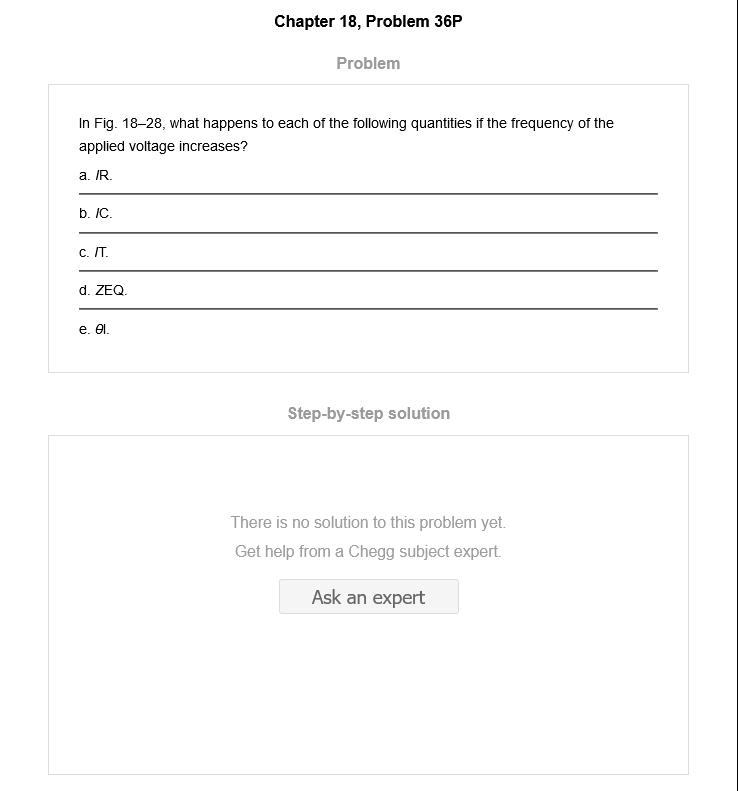 Chapter 18, Problem 36P
Problem
In Fig. 18–28, what happens to each of the following quantities if the frequency of the
applied voltage increases?
a. IR.
b. IC.
c. IT.
d. ZEQ.
e. θI.
Step-by-step solution
There is no solution to this problem yet.
Get help from a Chegg subject expert.
Ask an expert